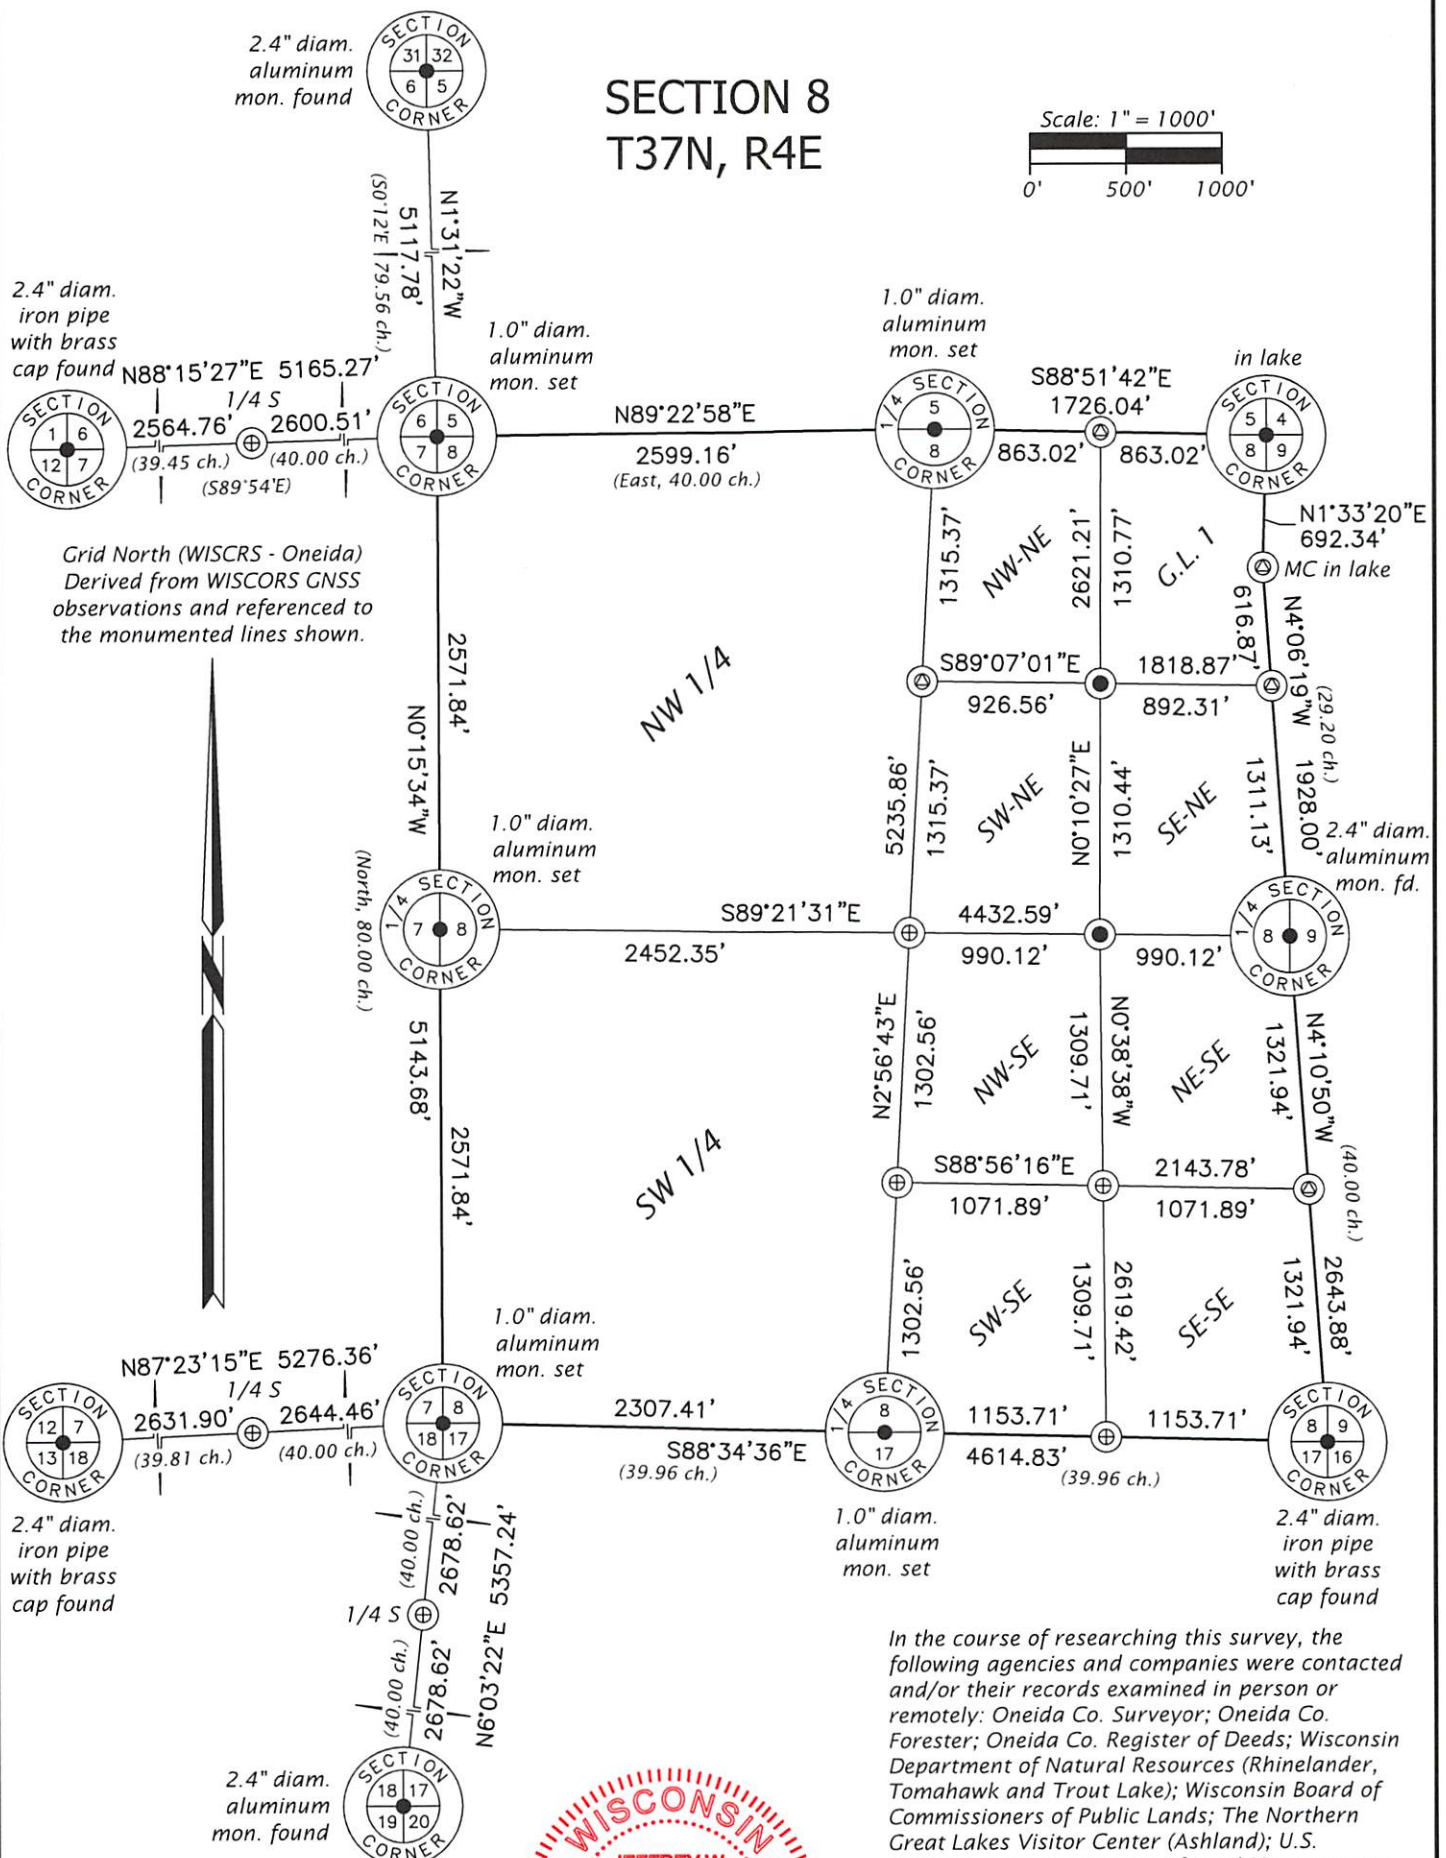 2.4" diam.
aluminum
mon. found
SECTION
31 32
6 5
CORNER
SECTION 8
T37N, R4E
Scale: 1" = 1000'
0' 500' 1000'
(S0°12'E | 79.56 ch.)
5117.78'
N1°31'22"W
2.4" diam.
iron pipe
with brass
cap found
SECTION
1 6
12 7
CORNER
N88°15'27"E 5165.27'
1/4 S
2564.76' 2600.51'
(39.45 ch.) (40.00 ch.)
(S89°54'E)
1.0" diam.
aluminum
mon. set
SECTION
6 5
7 8
CORNER
N89°22'58"E
2599.16'
(East, 40.00 ch.)
1.0" diam.
aluminum
mon. set
1/4 SECTION
5
8
CORNER
S88°51'42"E
1726.04'
863.02' 863.02'
in lake
SECTION
5 4
8 9
CORNER
N1°33'20"E
692.34'
MC in lake
Grid North (WISCRS - Oneida)
Derived from WISCORS GNSS
observations and referenced to
the monumented lines shown.
N
2571.84'
N0°15'34"W
(North, 80.00 ch.)
5143.68'
2571.84'
NW 1/4
1315.37'
NW-NE
2621.21'
1310.77'
G.L. 1
616.87'
N4°06'19"W
(29.20 ch.)
1928.00'
S89°07'01"E 1818.87'
926.56' 892.31'
5235.86'
1315.37'
SW-NE
N0°10'27"E
1310.44'
SE-NE
1311.13'
2.4" diam.
aluminum
mon. fd.
1.0" diam.
aluminum
mon. set
1/4 SECTION
7 8
CORNER
S89°21'31"E 4432.59'
2452.35' 990.12' 990.12'
1/4 SECTION
8 9
CORNER
SW 1/4
N2°56'43"E
1302.56'
NW-SE
1309.71'
N0°38'38"W
NE-SE
1321.94'
N4°10'50"W
(40.00 ch.)
S88°56'16"E 2143.78'
1071.89' 1071.89'
1302.56'
SW-SE
1309.71'
2619.42'
SE-SE
1321.94'
2643.88'
1.0" diam.
aluminum
mon. set
N87°23'15"E 5276.36'
1/4 S
2631.90' 2644.46'
(39.81 ch.) (40.00 ch.)
SECTION
12 7
13 18
CORNER
2.4" diam.
iron pipe
with brass
cap found
SECTION
7 8
18 17
CORNER
2307.41'
S88°34'36"E
(39.96 ch.)
1/4 SECTION
8
17
CORNER
1.0" diam.
aluminum
mon. set
1153.71' 1153.71'
4614.83' (39.96 ch.)
SECTION
8 9
17 16
CORNER
2.4" diam.
iron pipe
with brass
cap found
(40.00 ch.)
2678.62'
1/4 S
N6°03'22"E 5357.24'
(40.00 ch.)
2678.62'
2.4" diam.
aluminum
mon. found
SECTION
18 17
19 20
CORNER
WISCONSIN
In the course of researching this survey, the
following agencies and companies were contacted
and/or their records examined in person or
remotely: Oneida Co. Surveyor; Oneida Co.
Forester; Oneida Co. Register of Deeds; Wisconsin
Department of Natural Resources (Rhinelander,
Tomahawk and Trout Lake); Wisconsin Board of
Commissioners of Public Lands; The Northern
Great Lakes Visitor Center (Ashland); U.S.